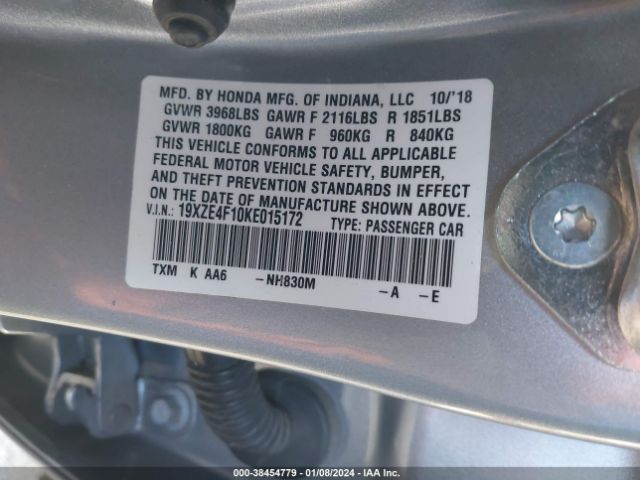 MFD. BY HONDA MFG. OF INDIANA, LLC 10/'18
GVWR 3968LBS GAWR F 2116LBS R 1851LBS
GVWR 1800KG GAWR F 960KG R 840KG
THIS VEHICLE CONFORMS TO ALL APPLICABLE
FEDERAL MOTOR VEHICLE SAFETY, BUMPER,
AND THEFT PREVENTION STANDARDS IN EFFECT
ON THE DATE OF MANUFACTURE SHOWN ABOVE.
V.I.N.: 19XZE4F10KE015172 TYPE: PASSENGER CAR
TXM K AA6 -NH830M -A -E
000-38454779 - 01/08/2024 - IAA Inc.